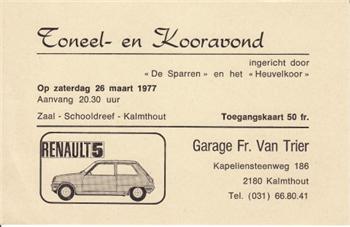 Toneel- en Kooravond
ingericht door
« De Sparren » en het « Heuvelkoor »
Op zaterdag 26 maart 1977
Aanvang 20.30 uur
Zaal - Schooldreef - Kalmthout
Toegangskaart 50 fr.
RENAULT 5
Garage Fr. Van Trier
Kapellensteenweg 186
2180 Kalmthout
Tel. (031) 66.80.41